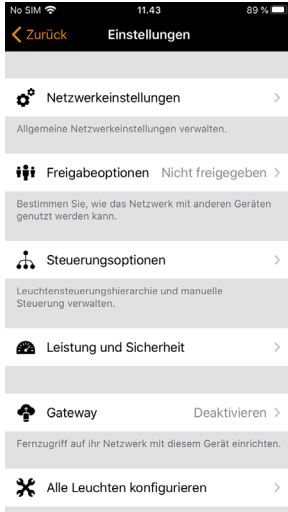 No SIM 11.43 89 %
Zurück Einstellungen
Netzwerkeinstellungen
Allgemeine Netzwerkeinstellungen verwalten.
Freigabeoptionen Nicht freigegeben
Bestimmen Sie, wie das Netzwerk mit anderen Geräten
genutzt werden kann.
Steuerungsoptionen
Leuchtensteuerungshierarchie und manuelle
Steuerung verwalten.
Leistung und Sicherheit
Gateway Deaktivieren
Fernzugriff auf ihr Netzwerk mit diesem Gerät einrichten.
Alle Leuchten konfigurieren